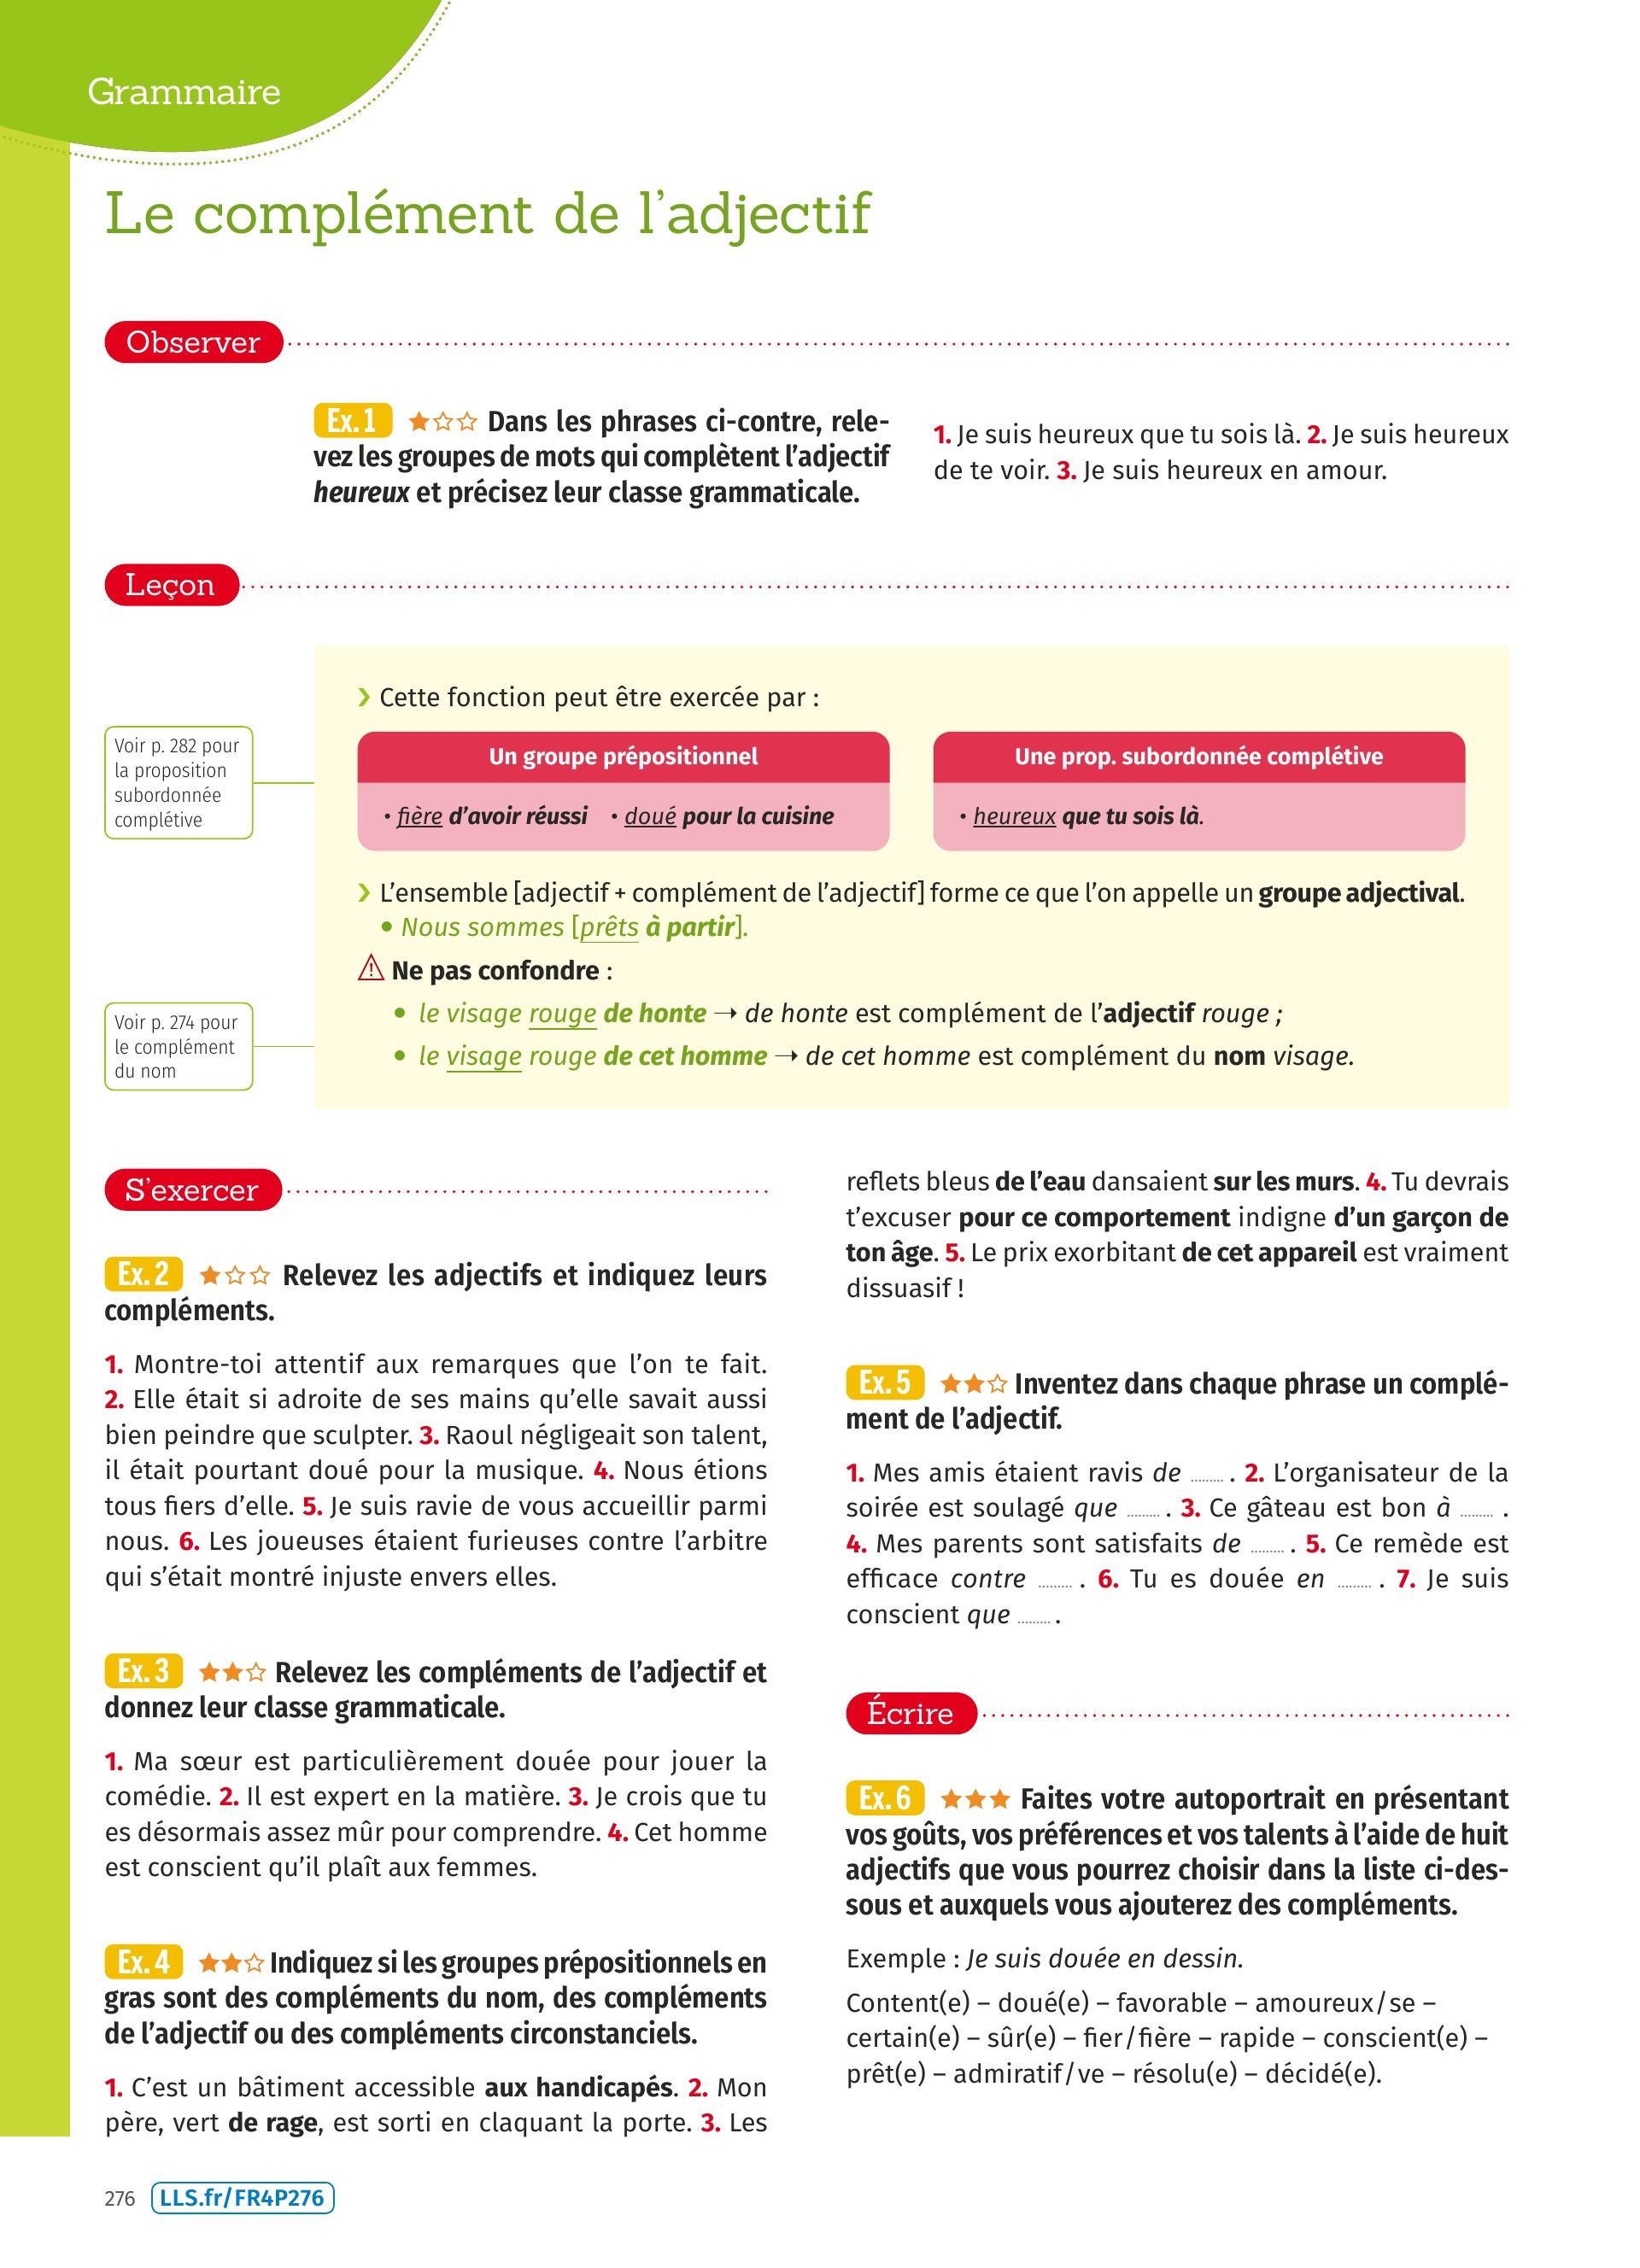 Grammaire
Le complément de l'adjectif
Observer
Ex. 1 ★☆☆ Dans les phrases ci-contre, rele-
vez les groupes de mots qui complètent l'adjectif
heureux et précisez leur classe grammaticale.
1. Je suis heureux que tu sois là. 2. Je suis heureux
de te voir. 3. Je suis heureux en amour.
Leçon
Voir p. 282 pour
la proposition
subordonnée
complétive
› Cette fonction peut être exercée par :
Un groupe prépositionnel
• fière d'avoir réussi • doué pour la cuisine
Une prop. subordonnée complétive
• heureux que tu sois là.
› L'ensemble [adjectif + complément de l'adjectif] forme ce que l'on appelle un groupe adjectival.
• Nous sommes [prêts à partir].
⚠ Ne pas confondre :
• le visage rouge de honte → de honte est complément de l'adjectif rouge ;
• le visage rouge de cet homme → de cet homme est complément du nom visage.
Voir p. 274 pour
le complément
du nom
S'exercer
Ex. 2 ★☆☆ Relevez les adjectifs et indiquez leurs
compléments.
1. Montre-toi attentif aux remarques que l'on te fait.
2. Elle était si adroite de ses mains qu'elle savait aussi
bien peindre que sculpter. 3. Raoul négligeait son talent,
il était pourtant doué pour la musique. 4. Nous étions
tous fiers d'elle. 5. Je suis ravie de vous accueillir parmi
nous. 6. Les joueuses étaient furieuses contre l'arbitre
qui s'était montré injuste envers elles.
Ex. 3 ★★☆ Relevez les compléments de l'adjectif et
donnez leur classe grammaticale.
1. Ma sœur est particulièrement douée pour jouer la
comédie. 2. Il est expert en la matière. 3. Je crois que tu
es désormais assez mûr pour comprendre. 4. Cet homme
est conscient qu'il plaît aux femmes.
Ex. 4 ★★☆ Indiquez si les groupes prépositionnels en
gras sont des compléments du nom, des compléments
de l'adjectif ou des compléments circonstanciels.
1. C'est un bâtiment accessible aux handicapés. 2. Mon
père, vert de rage, est sorti en claquant la porte. 3. Les
reflets bleus de l'eau dansaient sur les murs. 4. Tu devrais
t'excuser pour ce comportement indigne d'un garçon de
ton âge. 5. Le prix exorbitant de cet appareil est vraiment
dissuasif !
Ex. 5 ★★☆ Inventez dans chaque phrase un complé-
ment de l'adjectif.
1. Mes amis étaient ravis de ......... . 2. L'organisateur de la
soirée est soulagé que ......... . 3. Ce gâteau est bon à ......... .
4. Mes parents sont satisfaits de ......... . 5. Ce remède est
efficace contre ......... . 6. Tu es douée en ......... . 7. Je suis
conscient que ......... .
Écrire
Ex. 6 ★★★ Faites votre autoportrait en présentant
vos goûts, vos préférences et vos talents à l'aide de huit
adjectifs que vous pourrez choisir dans la liste ci-des-
sous et auxquels vous ajouterez des compléments.
Exemple : Je suis douée en dessin.
Content(e) – doué(e) – favorable – amoureux/se –
certain(e) – sûr(e) – fier/fière – rapide – conscient(e) –
prêt(e) – admiratif/ve – résolu(e) – décidé(e).
276 LLS.fr/FR4P276